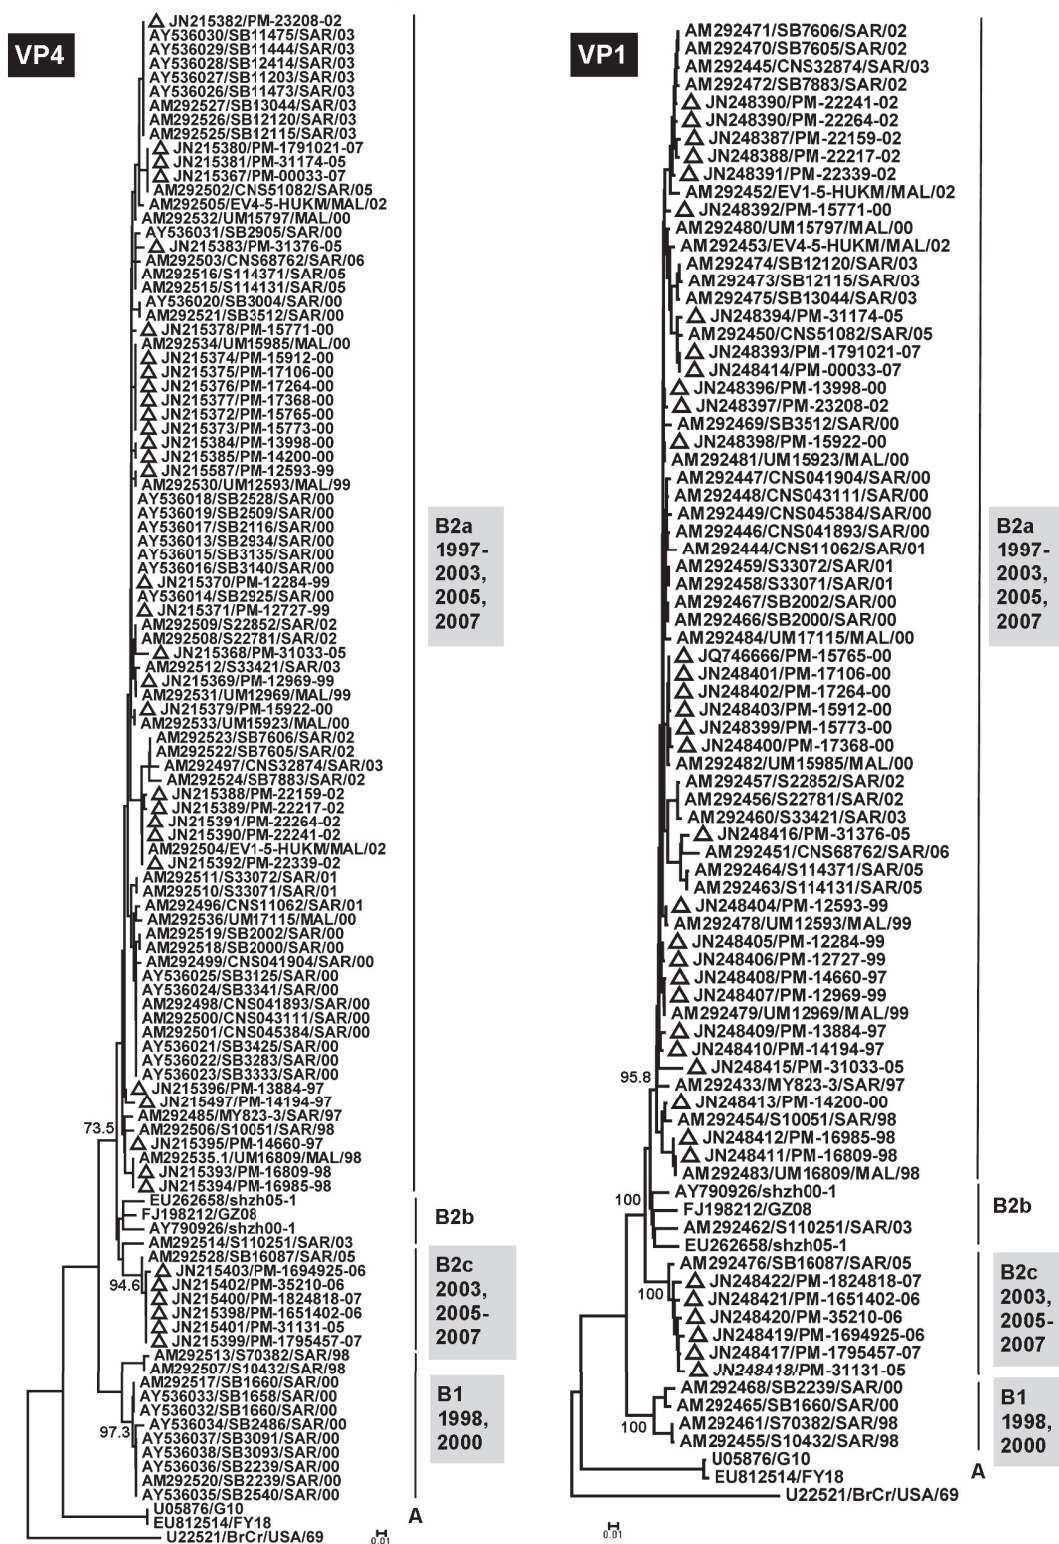 VP4
JN215382/PM-23208-02
AY536030/SB11475/SAR/03
AY536029/SB11444/SAR/03
AY536028/SB12414/SAR/03
AY536027/SB11203/SAR/03
AY536026/SB11473/SAR/03
AM292527/SB13044/SAR/03
AM292526/SB12120/SAR/03
AM292525/SB12115/SAR/03
JN215380/PM-1791021-07
JN215381/PM-31174-05
JN215367/PM-00033-07
AM292502/CNS51082/SAR/05
AM292505/EV4-5-HUKM/MAL/02
AM292532/UM15797/MAL/00
AY536031/SB2905/SAR/00
JN215383/PM-31376-05
AM292503/CNS68762/SAR/06
AM292516/S114371/SAR/05
AM292515/S114131/SAR/05
AY536020/SB3004/SAR/00
AM292521/SB3512/SAR/00
JN215378/PM-15771-00
AM292534/UM15985/MAL/00
JN215374/PM-15912-00
JN215375/PM-17106-00
JN215376/PM-17264-00
JN215377/PM-17368-00
JN215372/PM-15765-00
JN215373/PM-15773-00
JN215384/PM-13998-00
JN215385/PM-14200-00
JN215587/PM-12593-99
AM292530/UM12593/MAL/99
AY536018/SB2528/SAR/00
AY536019/SB2509/SAR/00
AY536017/SB2116/SAR/00
AY536013/SB2934/SAR/00
AY536015/SB3135/SAR/00
AY536016/SB3140/SAR/00
JN215370/PM-12284-99
AY536014/SB2925/SAR/00
JN215371/PM-12727-99
AM292509/S22852/SAR/02
AM292508/S22781/SAR/02
JN215368/PM-31033-05
AM292512/S33421/SAR/03
JN215369/PM-12969-99
AM292531/UM12969/MAL/99
JN215379/PM-15922-00
AM292533/UM15923/MAL/00
AM292523/SB7606/SAR/02
AM292522/SB7605/SAR/02
AM292497/CNS32874/SAR/03
AM292524/SB7883/SAR/02
JN215388/PM-22159-02
JN215389/PM-22217-02
JN215391/PM-22264-02
JN215390/PM-22241-02
AM292504/EV1-5-HUKM/MAL/02
JN215392/PM-22339-02
AM292511/S33072/SAR/01
AM292510/S33071/SAR/01
AM292496/CNS11062/SAR/01
AM292536/UM17115/MAL/00
AM292519/SB2002/SAR/00
AM292518/SB2000/SAR/00
AM292499/CNS041904/SAR/00
AY536025/SB3125/SAR/00
AY536024/SB3341/SAR/00
AM292498/CNS041893/SAR/00
AM292500/CNS043111/SAR/00
AM292501/CNS045384/SAR/00
AY536021/SB3425/SAR/00
AY536022/SB3283/SAR/00
AY536023/SB3333/SAR/00
JN215396/PM-13884-97
JN215497/PM-14194-97
AM292485/MY823-3/SAR/97
AM292506/S10051/SAR/98
JN215395/PM-14660-97
AM292535.1/UM16809/MAL/98
JN215393/PM-16809-98
JN215394/PM-16985-98
EU262658/shzh05-1
FJ198212/GZ08
AY790926/shzh00-1
AM292514/S110251/SAR/03
AM292528/SB16087/SAR/05
JN215403/PM-1694925-06
JN215402/PM-35210-06
JN215400/PM-1824818-07
JN215398/PM-1651402-06
JN215401/PM-31131-05
JN215399/PM-1795457-07
AM292513/S70382/SAR/98
AM292507/S10432/SAR/98
AM292517/SB1660/SAR/00
AY536033/SB1658/SAR/00
AY536032/SB1660/SAR/00
AY536034/SB2486/SAR/00
AY536037/SB3091/SAR/00
AY536038/SB3093/SAR/00
AY536036/SB2239/SAR/00
AM292520/SB2239/SAR/00
AY536035/SB2540/SAR/00
U05876/G10
EU812514/FY18
U22521/BrCr/USA/69
73.5
94.6
97.3
B2a
1997-
2003,
2005,
2007
B2b
B2c
2003,
2005-
2007
B1
1998,
2000
A
0.01
VP1
AM292471/SB7606/SAR/02
AM292470/SB7605/SAR/02
AM292445/CNS32874/SAR/03
AM292472/SB7883/SAR/02
JN248390/PM-22241-02
JN248390/PM-22264-02
JN248387/PM-22159-02
JN248388/PM-22217-02
JN248391/PM-22339-02
AM292452/EV1-5-HUKM/MAL/02
JN248392/PM-15771-00
AM292480/UM15797/MAL/00
AM292453/EV4-5-HUKM/MAL/02
AM292474/SB12120/SAR/03
AM292473/SB12115/SAR/03
AM292475/SB13044/SAR/03
JN248394/PM-31174-05
AM292450/CNS51082/SAR/05
JN248393/PM-1791021-07
JN248414/PM-00033-07
JN248396/PM-13998-00
JN248397/PM-23208-02
AM292469/SB3512/SAR/00
JN248398/PM-15922-00
AM292481/UM15923/MAL/00
AM292447/CNS041904/SAR/00
AM292448/CNS043111/SAR/00
AM292449/CNS045384/SAR/00
AM292446/CNS041893/SAR/00
AM292444/CNS11062/SAR/01
AM292459/S33072/SAR/01
AM292458/S33071/SAR/01
AM292467/SB2002/SAR/00
AM292466/SB2000/SAR/00
AM292484/UM17115/MAL/00
JQ746666/PM-15765-00
JN248401/PM-17106-00
JN248402/PM-17264-00
JN248403/PM-15912-00
JN248399/PM-15773-00
JN248400/PM-17368-00
AM292482/UM15985/MAL/00
AM292457/S22852/SAR/02
AM292456/S22781/SAR/02
AM292460/S33421/SAR/03
JN248416/PM-31376-05
AM292451/CNS68762/SAR/06
AM292464/S114371/SAR/05
AM292463/S114131/SAR/05
JN248404/PM-12593-99
AM292478/UM12593/MAL/99
JN248405/PM-12284-99
JN248406/PM-12727-99
JN248408/PM-14660-97
JN248407/PM-12969-99
AM292479/UM12969/MAL/99
JN248409/PM-13884-97
JN248410/PM-14194-97
JN248415/PM-31033-05
AM292433/MY823-3/SAR/97
JN248413/PM-14200-00
AM292454/S10051/SAR/98
JN248412/PM-16985-98
JN248411/PM-16809-98
AM292483/UM16809/MAL/98
AY790926/shzh00-1
FJ198212/GZ08
AM292462/S110251/SAR/03
EU262658/shzh05-1
AM292476/SB16087/SAR/05
JN248422/PM-1824818-07
JN248421/PM-1651402-06
JN248420/PM-35210-06
JN248419/PM-1694925-06
JN248417/PM-1795457-07
JN248418/PM-31131-05
AM292468/SB2239/SAR/00
AM292465/SB1660/SAR/00
AM292461/S70382/SAR/98
AM292455/S10432/SAR/98
U05876/G10
EU812514/FY18
U22521/BrCr/USA/69
95.8
100
100
100
B2a
1997-
2003,
2005,
2007
B2b
B2c
2003,
2005-
2007
B1
1998,
2000
A
0.01